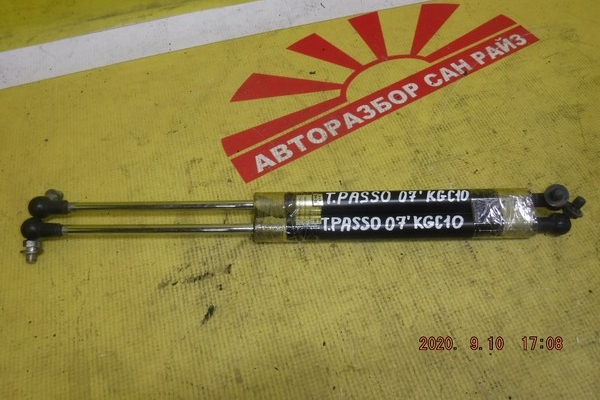 АВТОРАЗБОР САН РАЙЗ
T.PASSO 07' KGC10
T.PASSO 07' KGC10
2020. 9.10 17:08